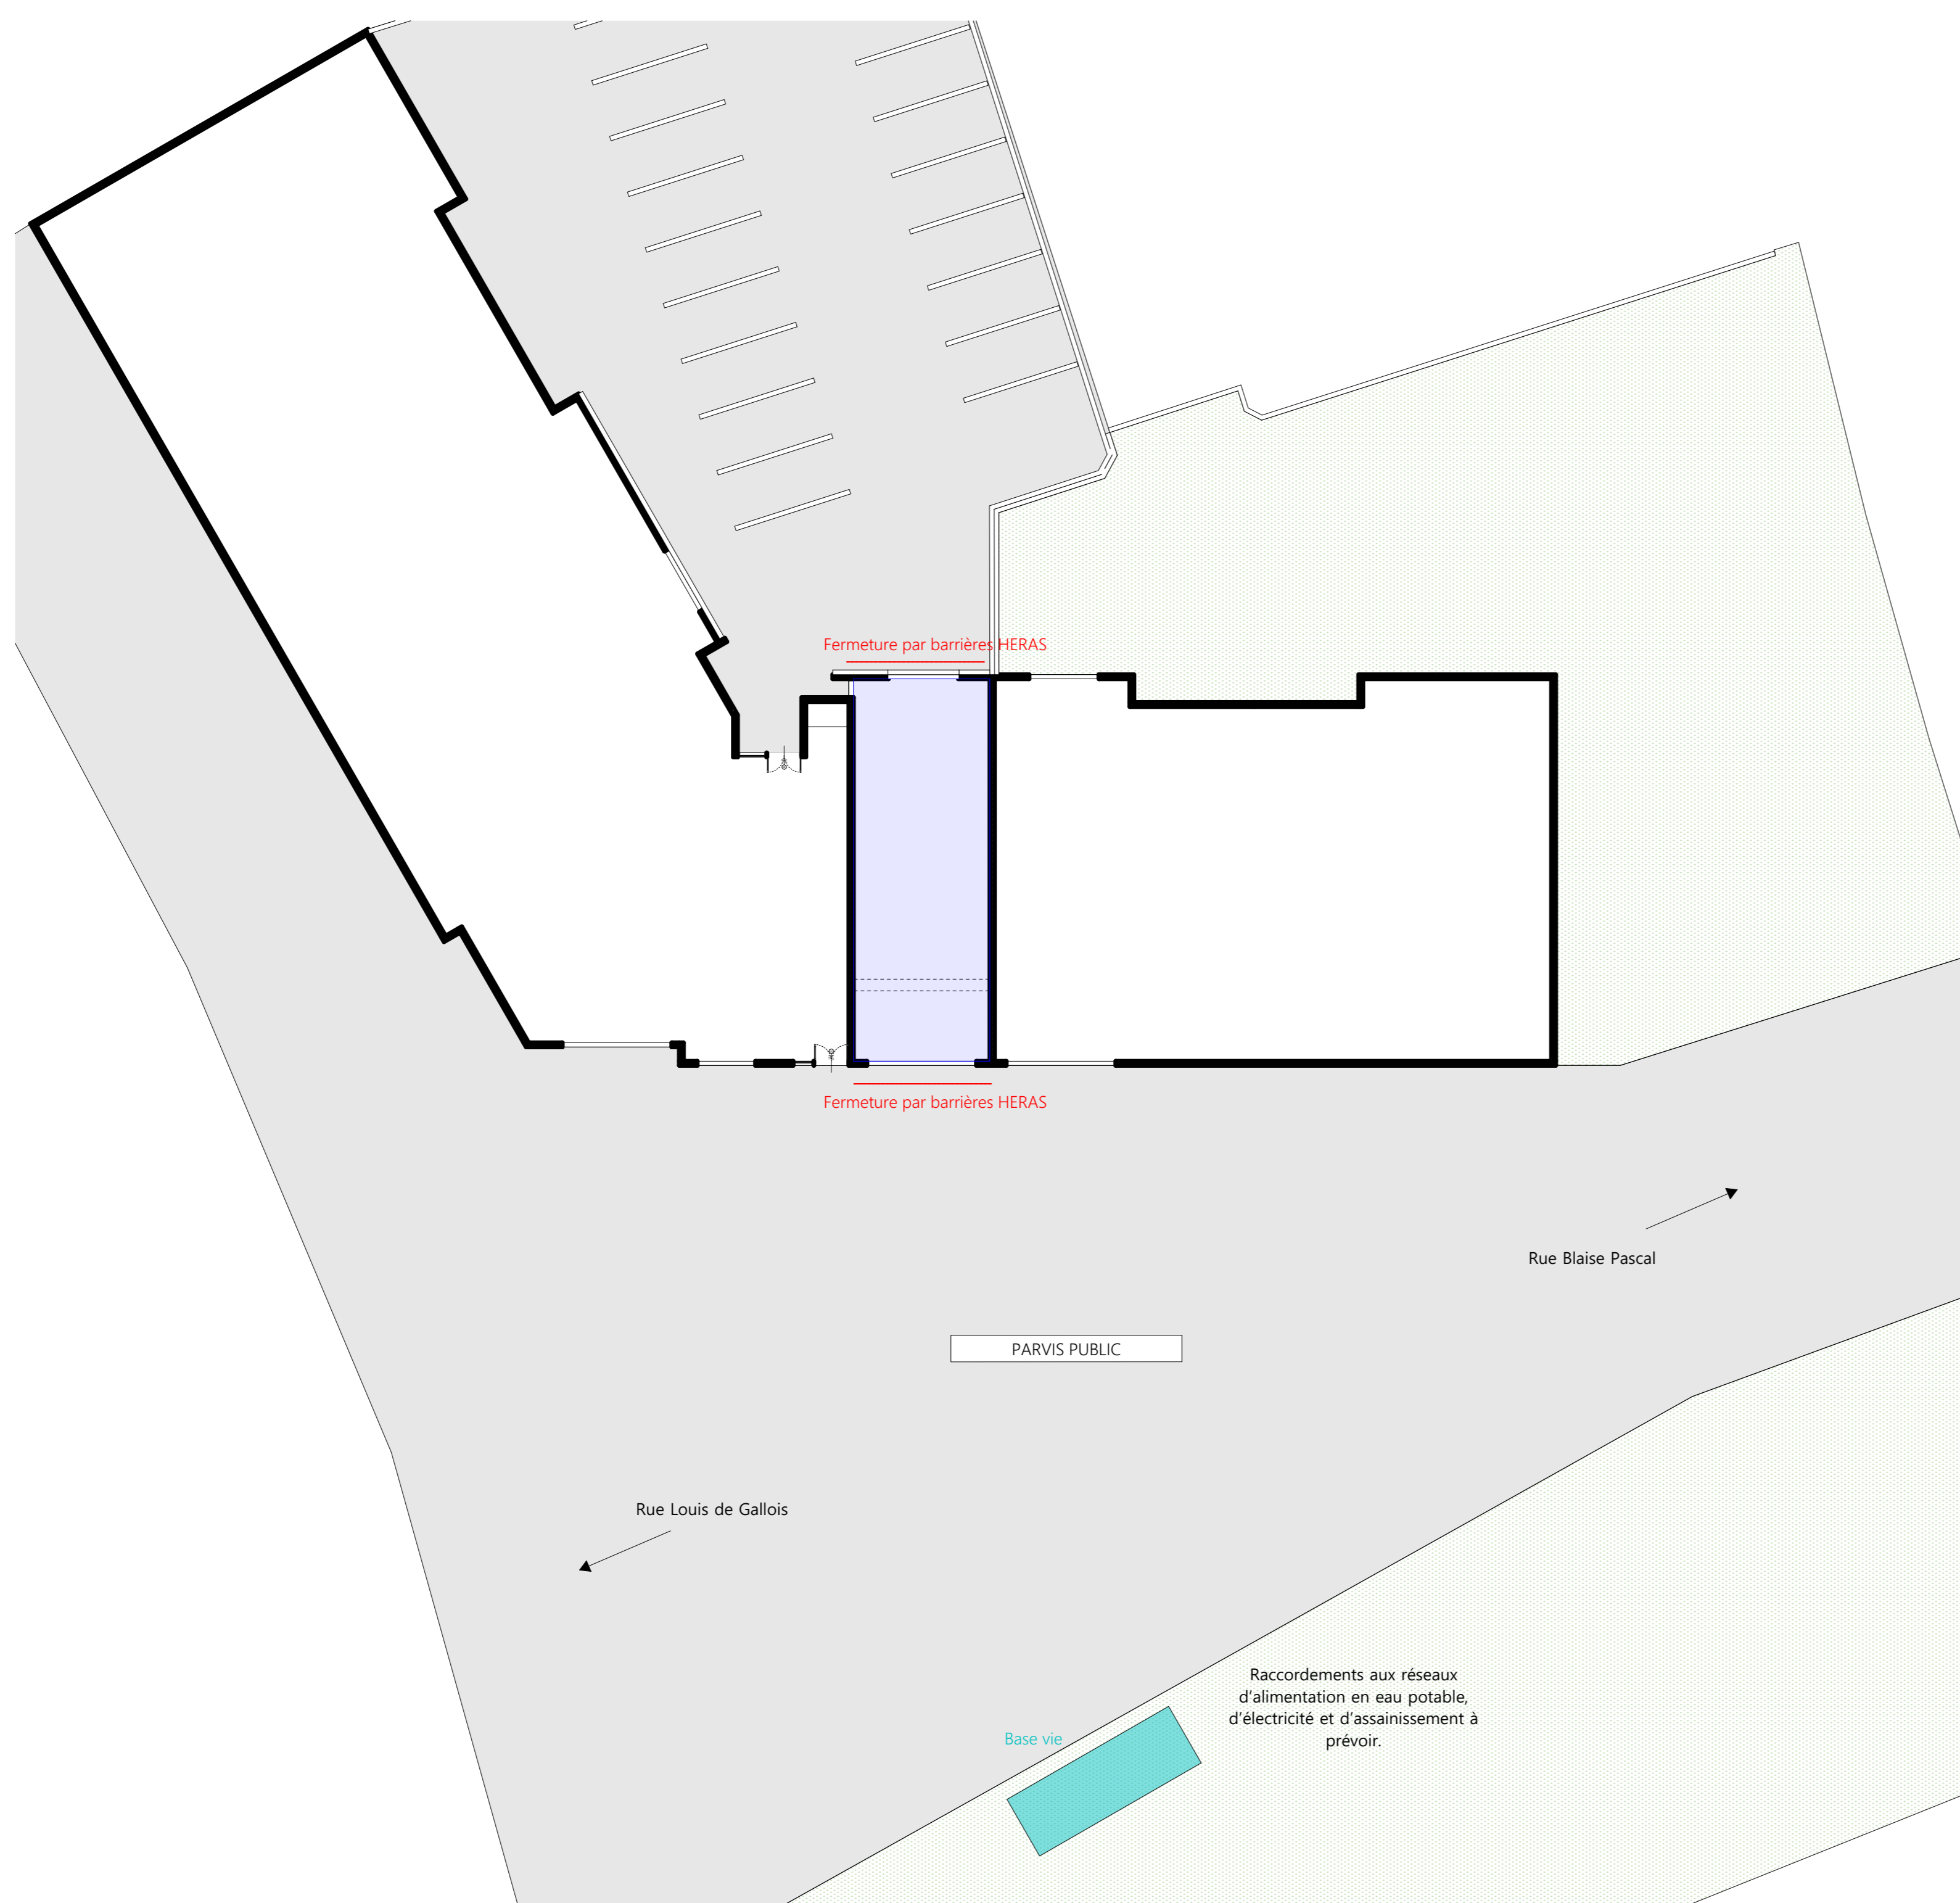 Fermeture par barrières HERAS
Fermeture par barrières HERAS
Rue Blaise Pascal
PARVIS PUBLIC
Rue Louis de Gallois
Raccordements aux réseaux
d'alimentation en eau potable,
d'électricité et d'assainissement à
prévoir.
Base vie